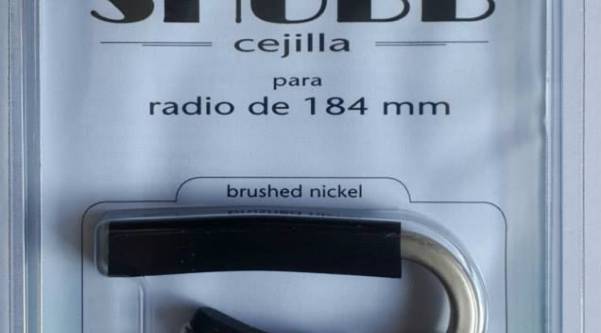 cejilla
para
radio de 184 mm
brushed nickel